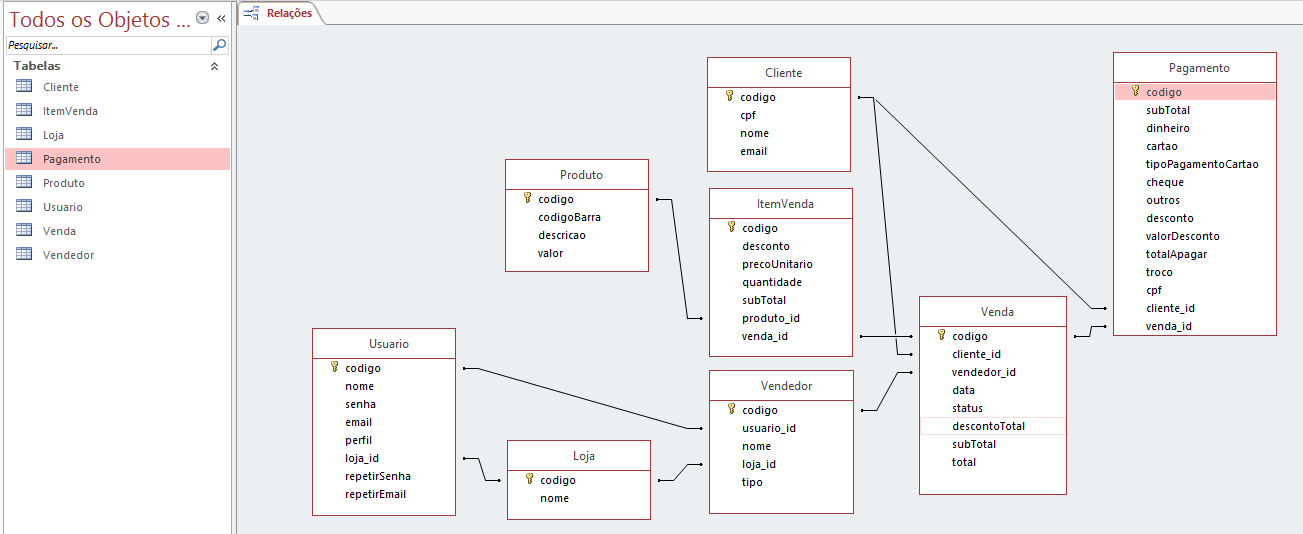 Todos os Objetos ...
Pesquisar...
Tabelas
Cliente
ItemVenda
Loja
Pagamento
Produto
Usuario
Venda
Vendedor
Relações
Cliente
codigo
cpf
nome
email
Pagamento
codigo
subTotal
dinheiro
cartao
tipoPagamentoCartao
cheque
outros
desconto
valorDesconto
totalApagar
troco
cpf
cliente_id
venda_id
Produto
codigo
codigoBarra
descricao
valor
ItemVenda
codigo
desconto
precoUnitario
quantidade
subTotal
produto_id
venda_id
Venda
codigo
cliente_id
vendedor_id
data
status
descontoTotal
subTotal
total
Usuario
codigo
nome
senha
email
perfil
loja_id
repetirSenha
repetirEmail
Vendedor
codigo
usuario_id
nome
loja_id
tipo
Loja
codigo
nome